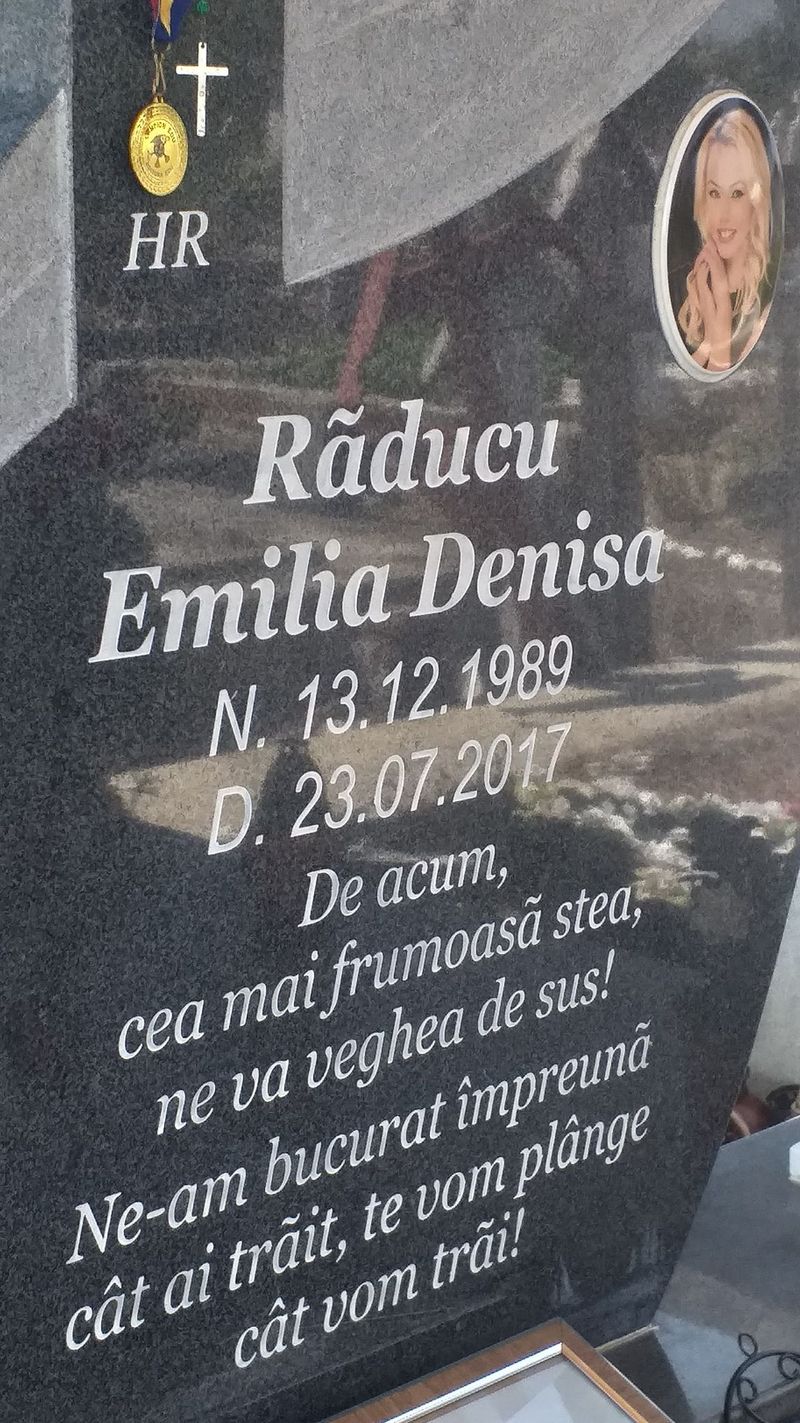 HR
Rãducu
Emilia Denisa
N. 13.12.1989
D. 23.07.2017
De acum,
cea mai frumoasã stea,
ne va veghea de sus!
Ne-am bucurat împreunã
cât ai trãit, te vom plânge
cât vom trãi!